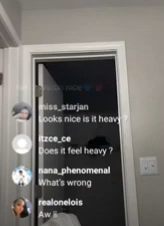 miss_starjan
Looks nice is it heavy ?
itzce_ce
Does it feel heavy ?
nana_phenomenal
What's wrong
realonelois
Aw